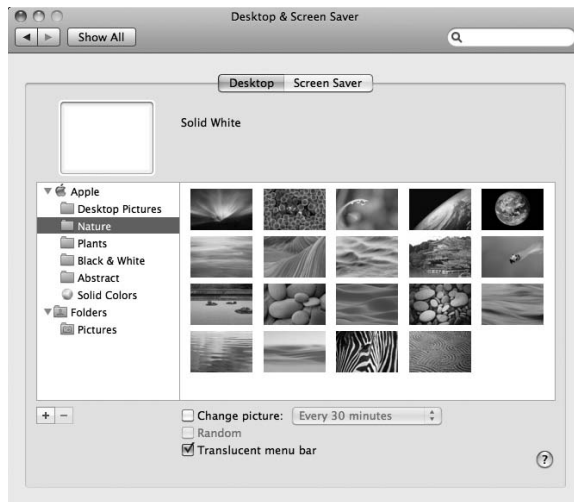 Desktop & Screen Saver
Show All
Desktop Screen Saver
Solid White
Apple
Desktop Pictures
Nature
Plants
Black & White
Abstract
Solid Colors
Folders
Pictures
+ −
Change picture: Every 30 minutes
Random
Translucent menu bar
?